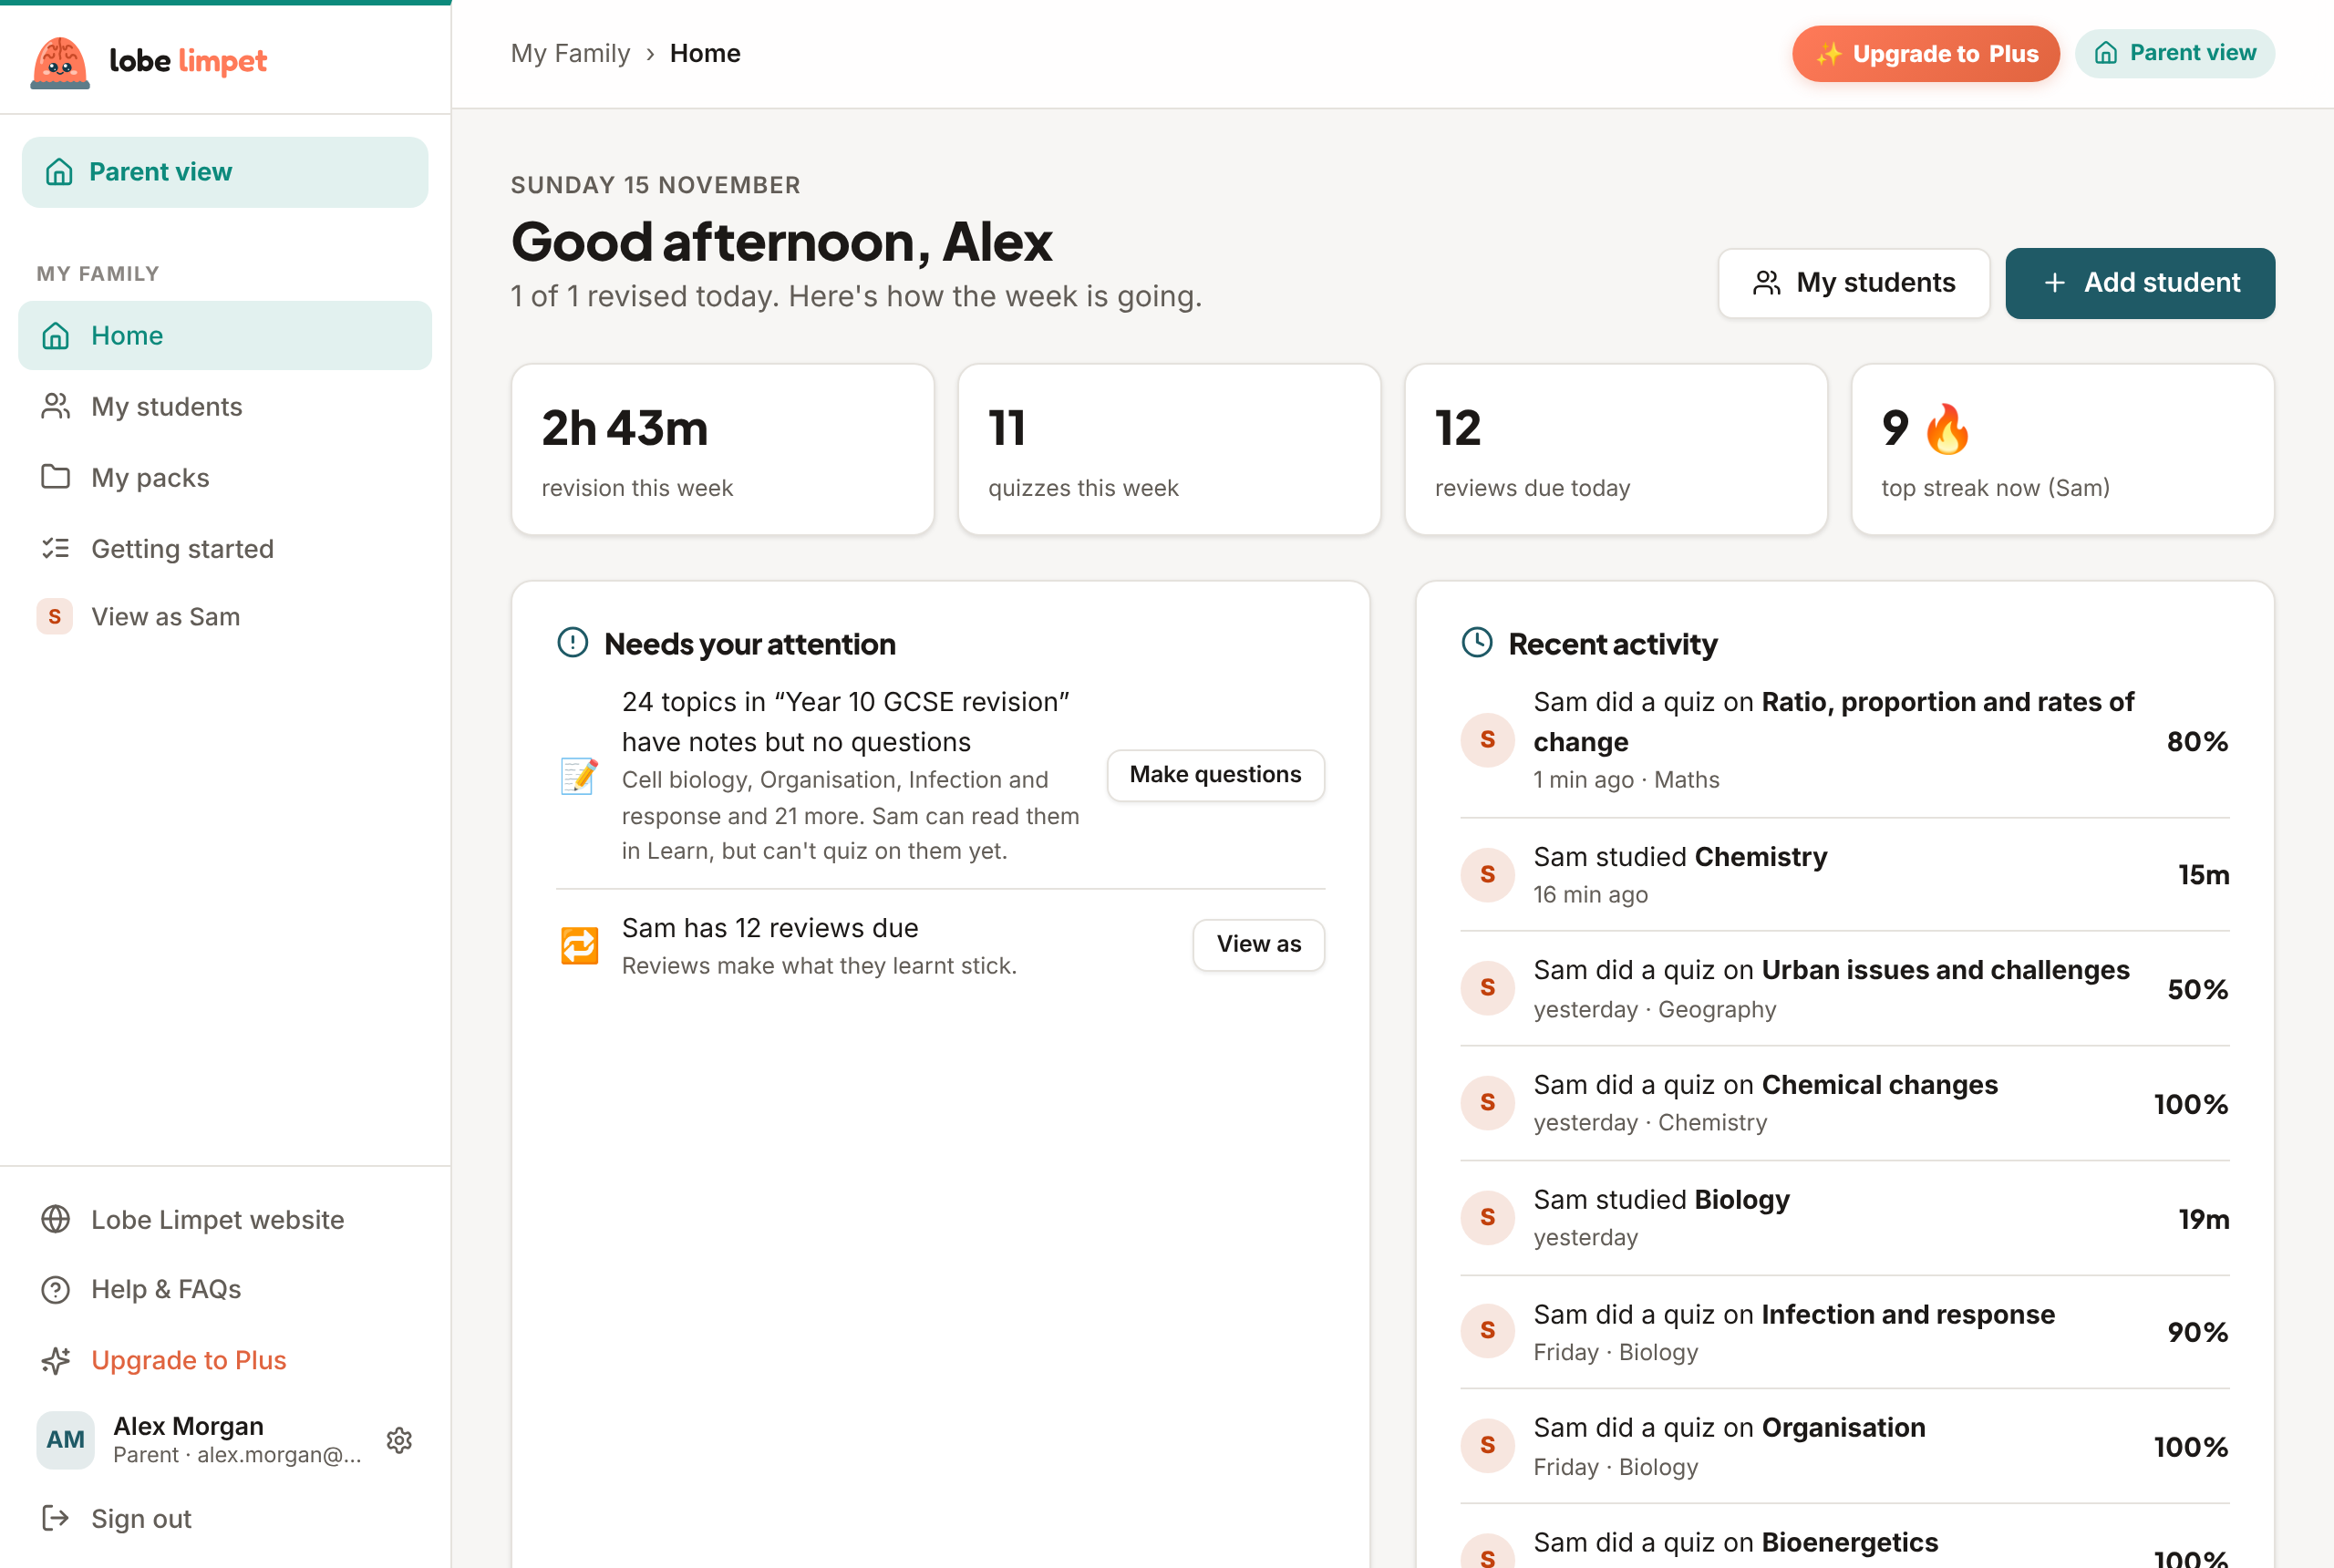 lobe limpet
Parent view
MY FAMILY
Home
My students
My packs
Getting started
S View as Sam
Lobe Limpet website
Help & FAQs
Upgrade to Plus
AM
Alex Morgan
Parent · alex.morgan@...
Sign out
My Family › Home
Upgrade to Plus
Parent view
SUNDAY 15 NOVEMBER
Good afternoon, Alex
1 of 1 revised today. Here's how the week is going.
My students
Add student
2h 43m
revision this week
11
quizzes this week
12
reviews due today
9
top streak now (Sam)
Needs your attention
24 topics in “Year 10 GCSE revision”
have notes but no questions
Cell biology, Organisation, Infection and
response and 21 more. Sam can read them
in Learn, but can't quiz on them yet.
Make questions
Sam has 12 reviews due
Reviews make what they learnt stick.
View as
Recent activity
S
Sam did a quiz on Ratio, proportion and rates of
change
1 min ago · Maths
80%
S
Sam studied Chemistry
16 min ago
15m
S
Sam did a quiz on Urban issues and challenges
yesterday · Geography
50%
S
Sam did a quiz on Chemical changes
yesterday · Chemistry
100%
S
Sam studied Biology
yesterday
19m
S
Sam did a quiz on Infection and response
Friday · Biology
90%
S
Sam did a quiz on Organisation
Friday · Biology
100%
S
Sam did a quiz on Bioenergetics
100%